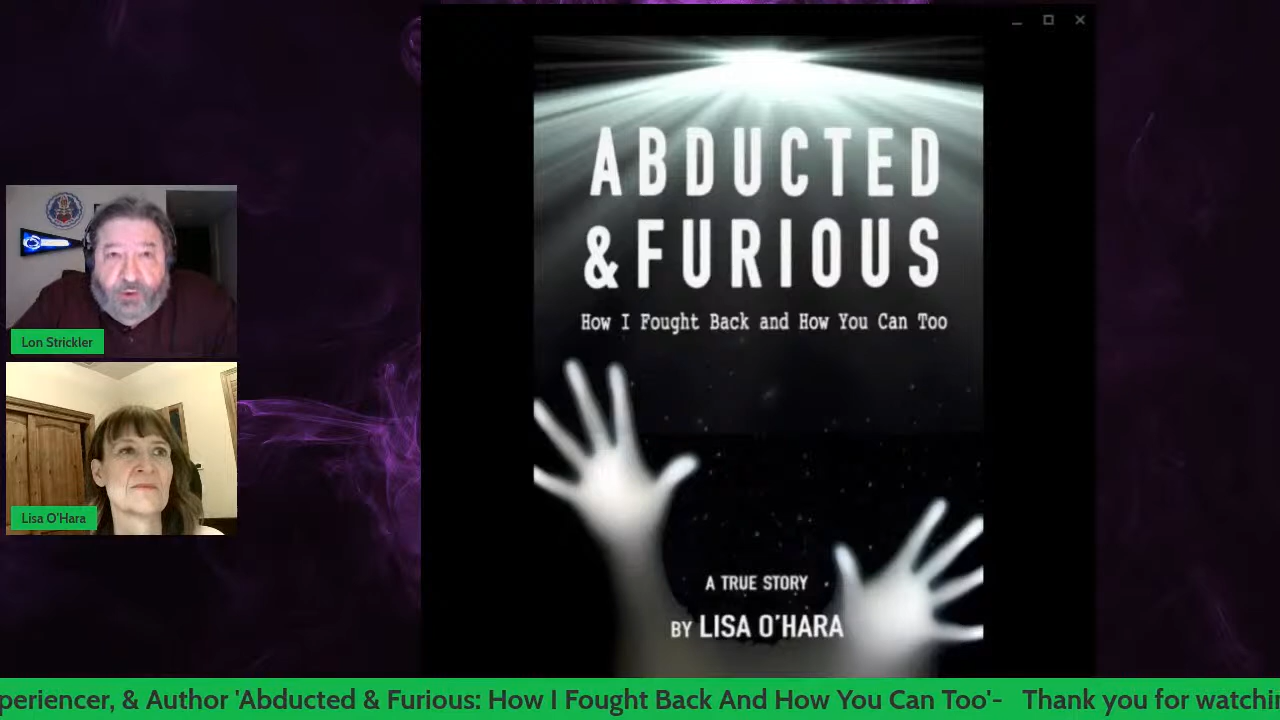 ABDUCTED
& FURIOUS
How I Fought Back and How You Can Too
Lon Strickler
Lisa O'Hara
A TRUE STORY
BY LISA O'HARA
periencer, & Author 'Abducted & Furious: How I Fought Back And How You Can Too'- Thank you for watchin